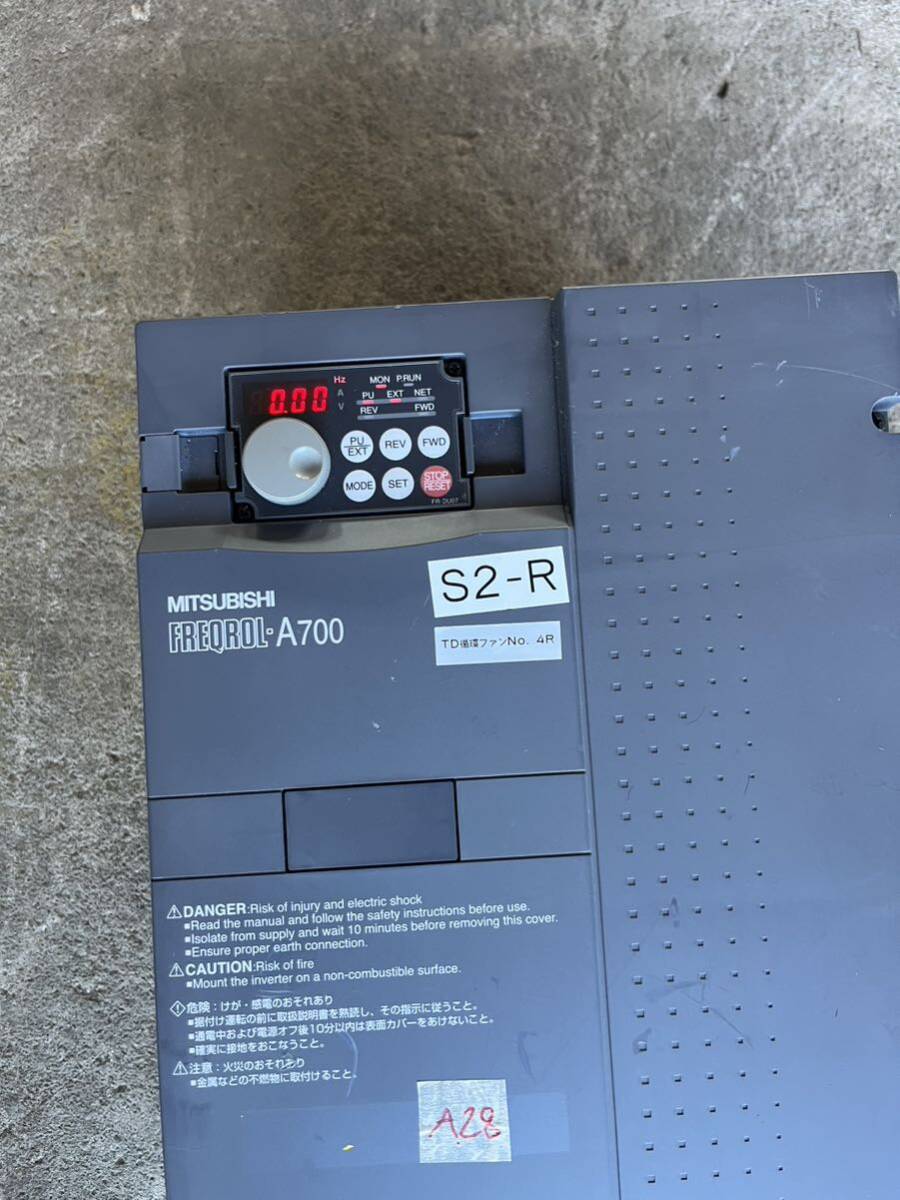 0.00
Hz
A
V
MON P.RUN
PU EXT NET
REV FWD
PU
EXT
REV
FWD
MODE
SET
STOP
RESET
FR-DU07
MITSUBISHI
FREQROL-A700
S2-R
TD循環ファンNo. 4R
⚠DANGER:Risk of injury and electric shock
■Read the manual and follow the safety instructions before use.
■Isolate from supply and wait 10 minutes before removing this cover.
■Ensure proper earth connection.
⚠CAUTION:Risk of fire
■Mount the inverter on a non-combustible surface.
危険：けが・感電のおそれあり
■据付け運転の前に取扱説明書を熟読し、その指示に従うこと。
■通電中および電源オフ後10分以内は表面カバーをあけないこと。
■確実に接地をおこなうこと。
⚠注意：火災のおそれあり
■金属などの不燃物に取付けること。
A28